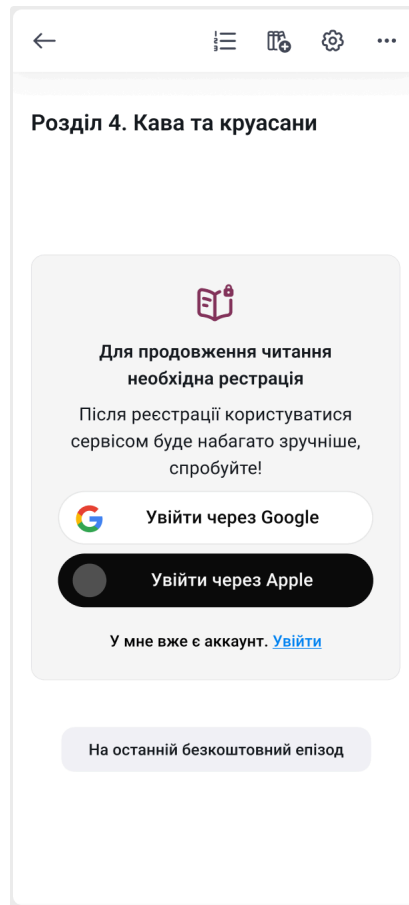 Розділ 4. Кава та круасани
Для продовження читання
необхідна рестрація
Після реєстрації користуватися
сервісом буде набагато зручніше,
спробуйте!
Увійти через Google
Увійти через Apple
У мне вже є аккаунт. Увійти
На останній безкоштовний епізод